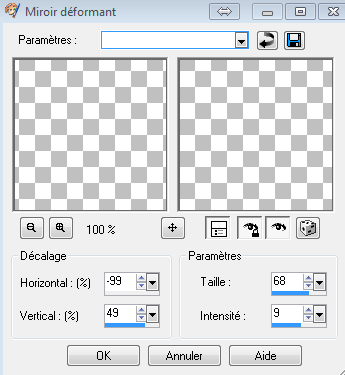 Miroir déformant
Paramètres :
100 %
Décalage
Horizontal : (%) -99
Vertical : (%) 49
Paramètres
Taille : 68
Intensité : 9
OK Annuler Aide